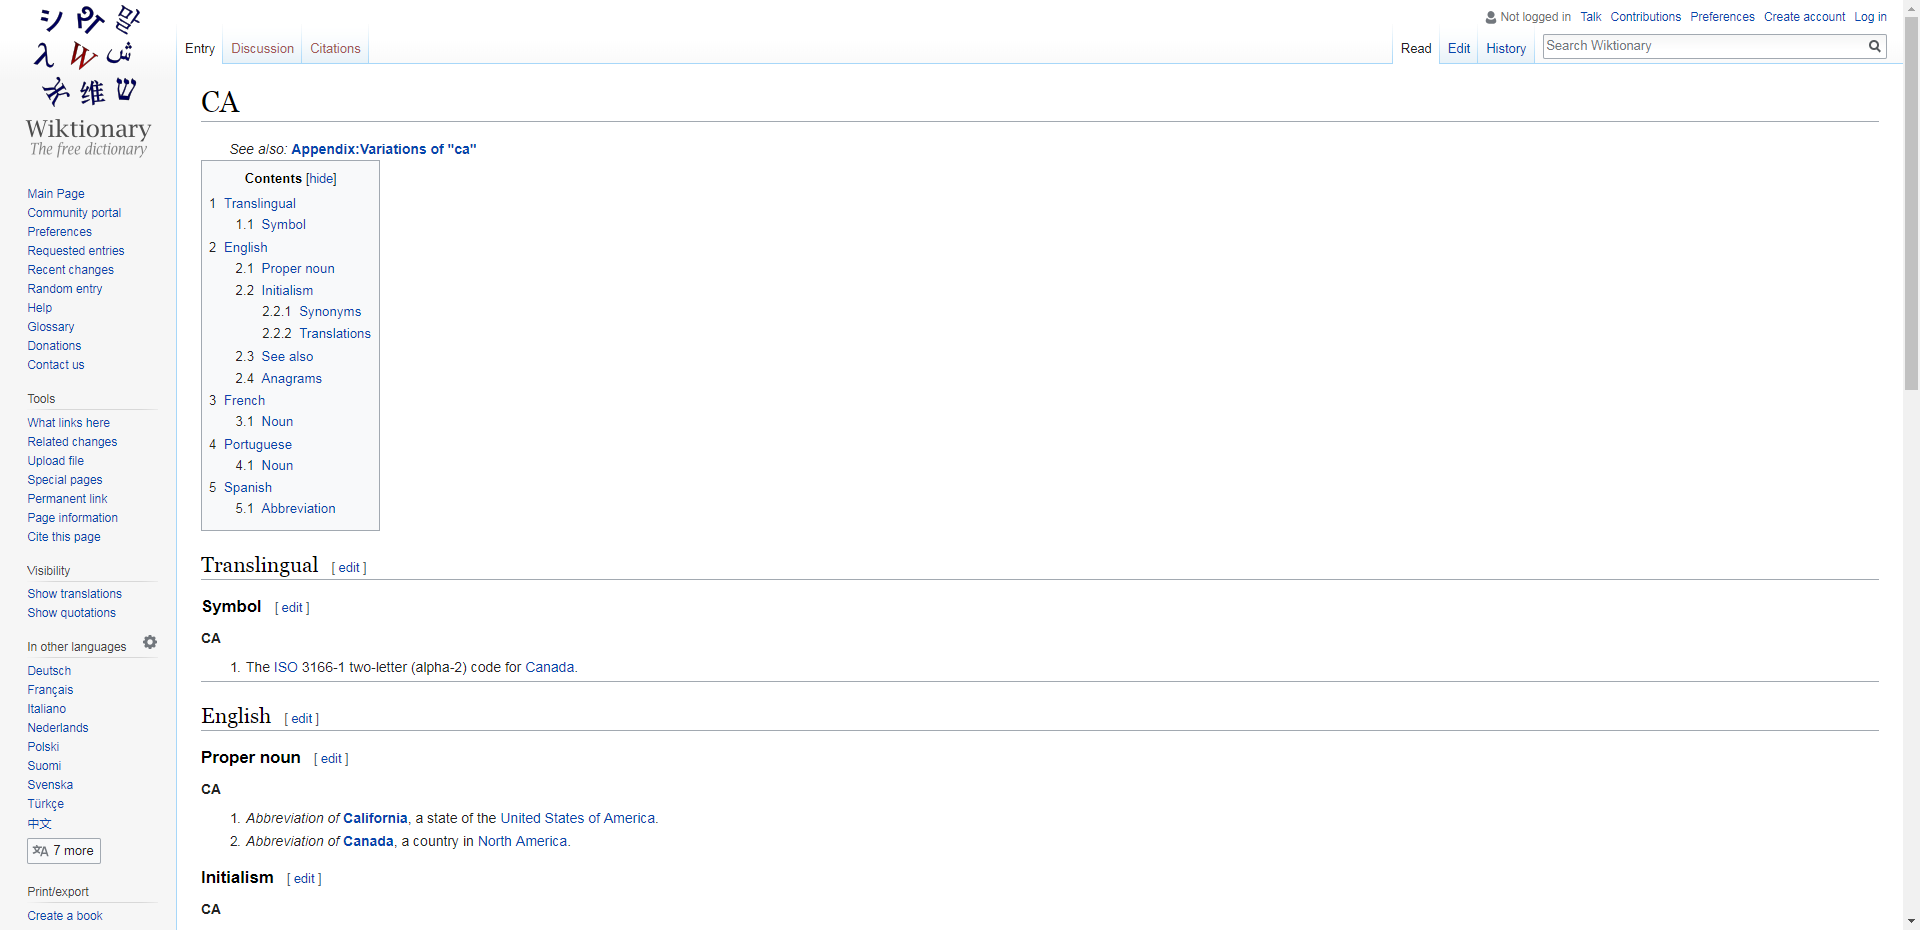 シ
말
λ
W
维
ש
Wiktionary
The free dictionary
Not logged in Talk Contributions Preferences Create account Log in
Entry Discussion Citations
Read Edit History Search Wiktionary
Main Page
Community portal
Preferences
Requested entries
Recent changes
Random entry
Help
Glossary
Donations
Contact us
Tools
What links here
Related changes
Upload file
Special pages
Permanent link
Page information
Cite this page
Visibility
Show translations
Show quotations
In other languages
Deutsch
Français
Italiano
Nederlands
Polski
Suomi
Svenska
Türkçe
中文
7 more
Print/export
Create a book
CA
See also: Appendix:Variations of "ca"
Contents [hide]
1 Translingual
1.1 Symbol
2 English
2.1 Proper noun
2.2 Initialism
2.2.1 Synonyms
2.2.2 Translations
2.3 See also
2.4 Anagrams
3 French
3.1 Noun
4 Portuguese
4.1 Noun
5 Spanish
5.1 Abbreviation
Translingual [ edit ]
Symbol [ edit ]
CA
1. The ISO 3166-1 two-letter (alpha-2) code for Canada.
English [ edit ]
Proper noun [ edit ]
CA
1. Abbreviation of California, a state of the United States of America.
2. Abbreviation of Canada, a country in North America.
Initialism [ edit ]
CA